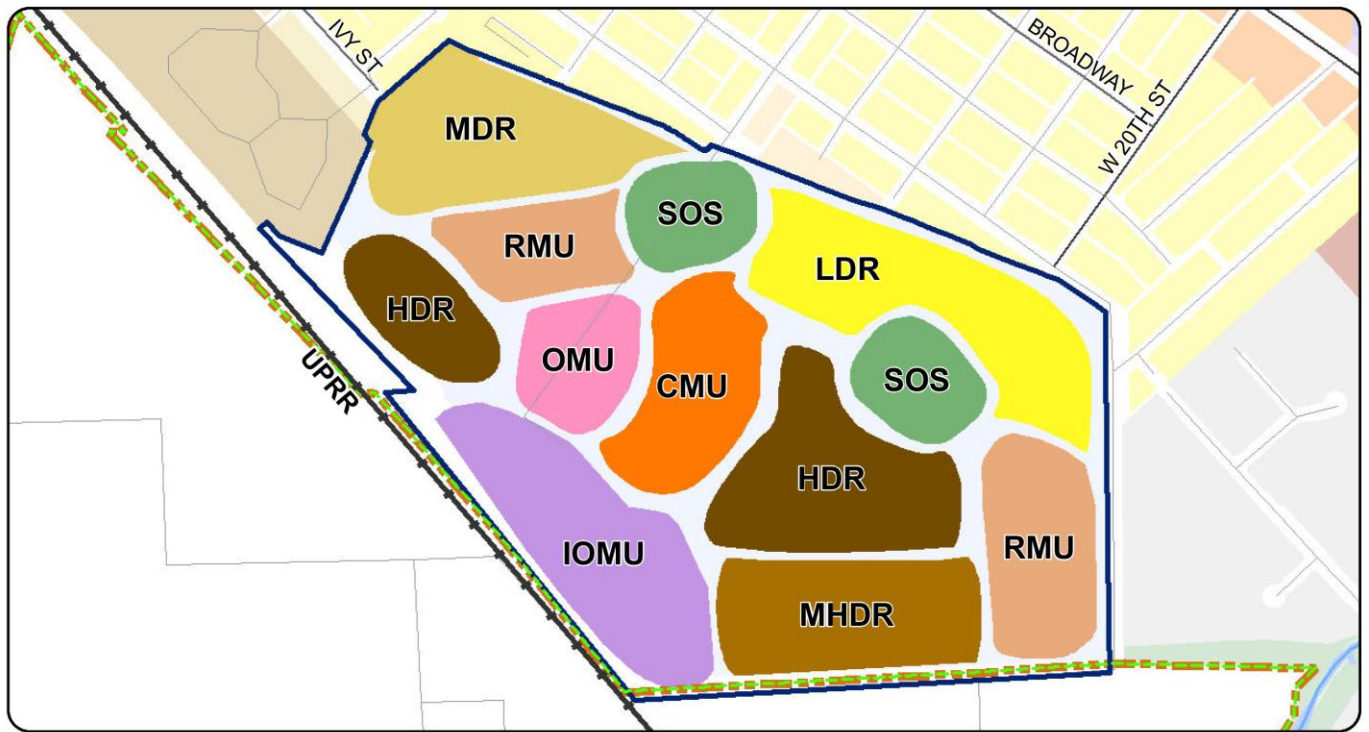 IVY ST
BROADWAY
W 20TH ST
MDR
SOS
RMU
LDR
HDR
OMU
CMU
SOS
UPRR
HDR
IOMU
RMU
MHDR